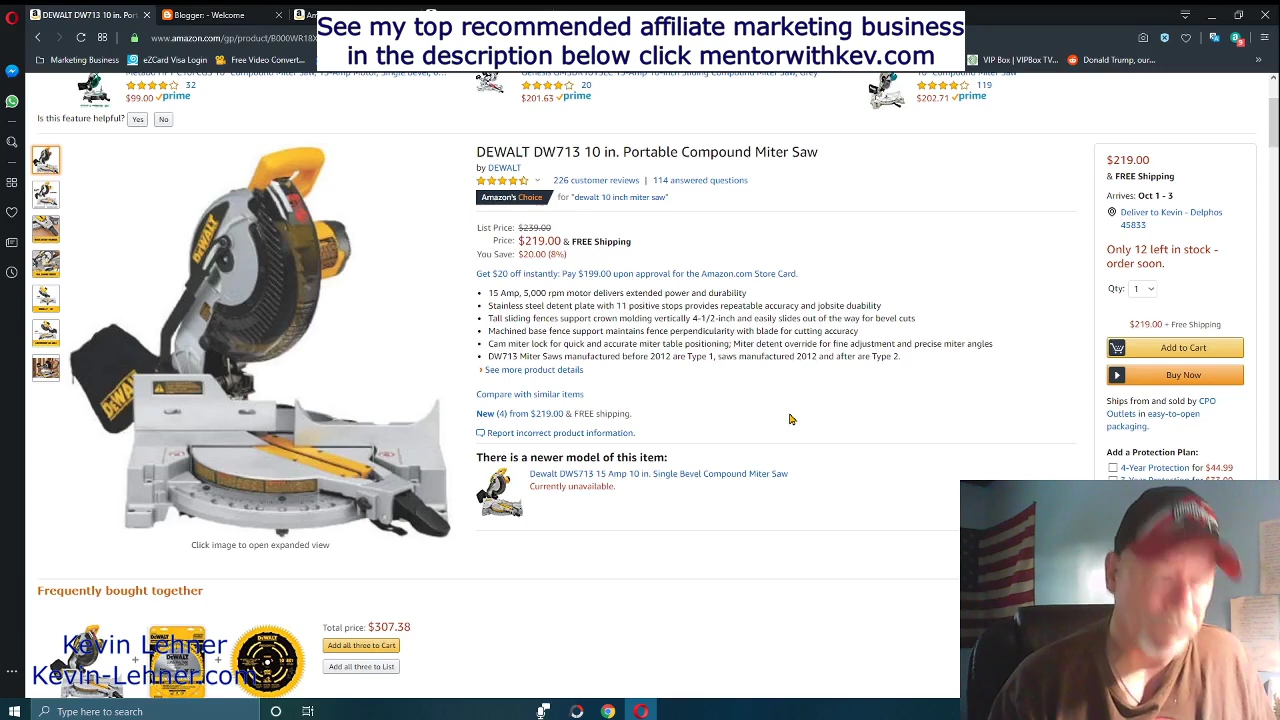 See my top recommended affiliate marketing business
in the description below click mentorwithkev.com
DEWALT DW713 10 in.
www.amazon.com/gp/product/B000WR18X
Marketing
eZCard Visa Login
Free Video Conver...
Blogger
VIP Box | VIPBox TV...
Donald Trump our...
32
$99.00 prime
20
$201.63 prime
119
$202.71 prime
Is this feature helpful? Yes No
DEWALT DW713 10 in. Portable Compound Miter Saw
by DEWALT
226 customer reviews | 114 answered questions
Amazon's Choice for "dewalt 10 inch miter saw"
List Price: $239.00
Price: $219.00 & FREE Shipping
You Save: $20.00 (8%)
Get $20 off instantly: Pay $199.00 upon approval for the Amazon.com Store Card.
15 Amp, 5,000 rpm motor delivers extended power and durability
Stainless steel detent plate with 11 positive stops provides repeatable accuracy and jobsite duability
Tall sliding fences support crown molding vertically 4-1/2-inch and easily slides out of the way for bevel cuts
Machined base fence support maintains fence perpendicularity with blade for cutting accuracy
Cam miter lock for quick and accurate miter table positioning; Miter detent override for fine adjustment and precise miter angles
DW713 Miter Saws manufactured before 2012 are Type 1, saws manufactured 2012 and after are Type 2.
› See more product details
Compare with similar items
New (4) from $219.00 & FREE shipping.
Report incorrect product information.
There is a newer model of this item:
Dewalt DWS713 15 Amp 10 in. Single Bevel Compound Miter Saw
Currently unavailable.
$219.00
& FREE Shipping
Arrives: Oct 1 - 3
Deliver to Kevin - Delphos
45833
Only 12 left in stock -
order soon.
Qty: 1
$219.00 + Free Shipping
Add to Cart
Buy Now
Ships from and sold by CPO
Outlets in easy-to-open
packaging.
Add a Protection Plan:
4-Year Protection for $44.99
DEWALT
DEWALT
Click image to open expanded view
Frequently bought together
Total price: $307.38
Add all three to Cart
Add all three to List
Kevin Lehner
Kevin-Lehner.com